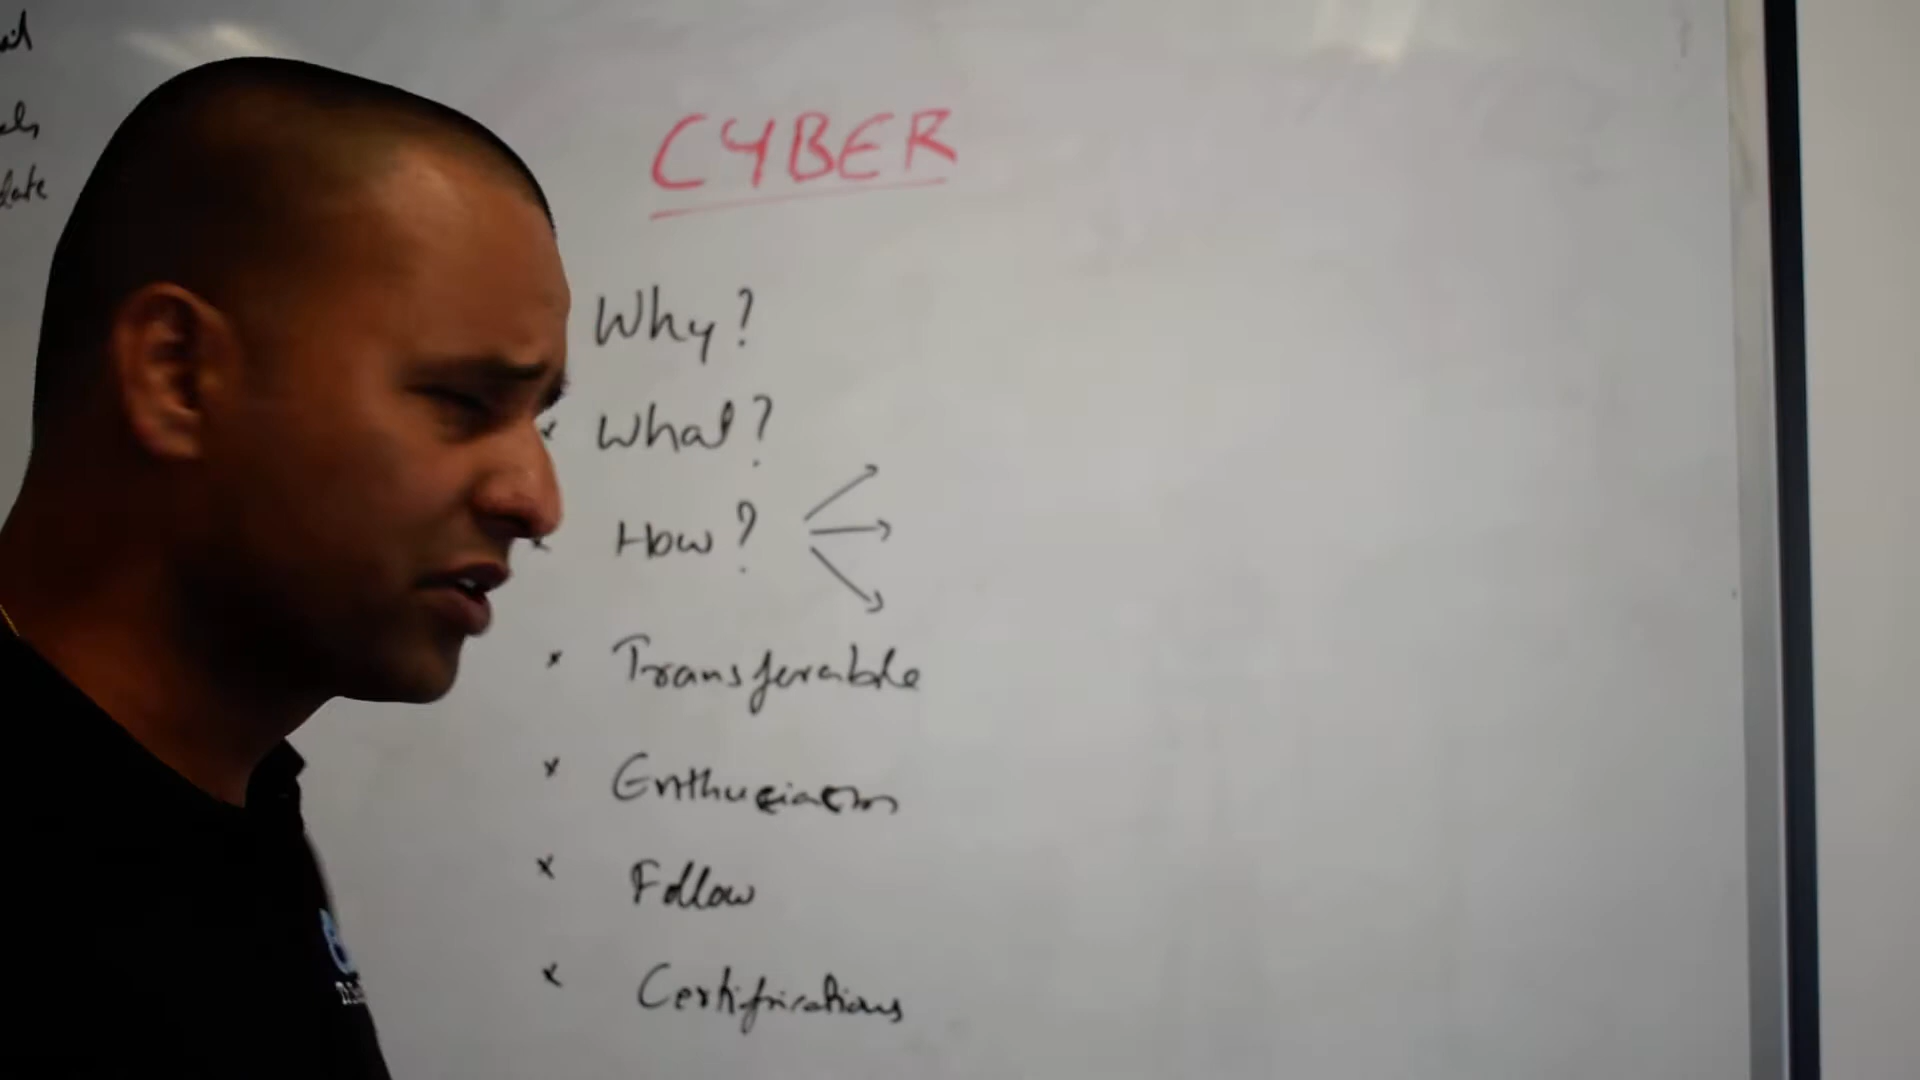 CYBER
Why?
x What?
x How?
x Transferable
x Enthusiasm
x Follow
x Certifications